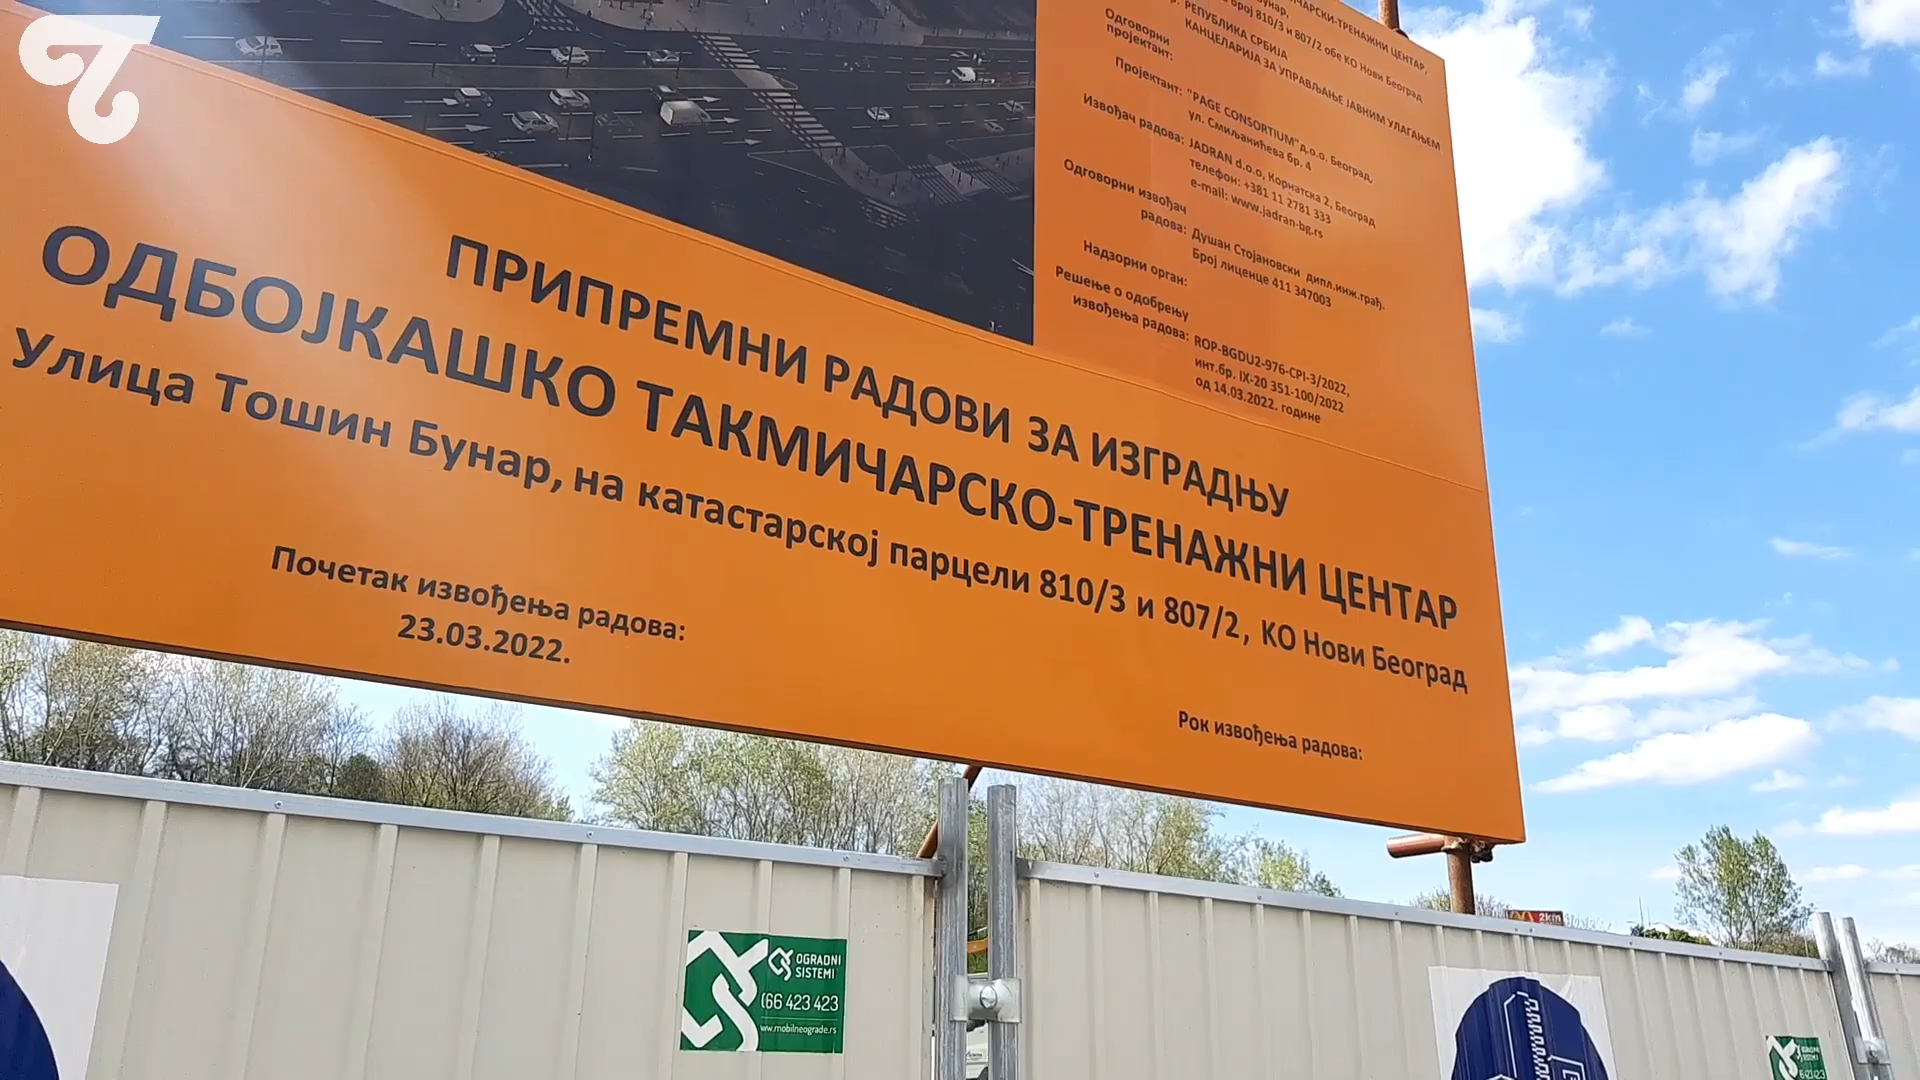 ЧАРСКИ-ТРЕНАЖНИ ЦЕНТАР,
Бунар,
број 810/3 и 807/2 обе КО Нови Београд
РЕПУБЛИКА СРБИЈА
КАНЦЕЛАРИЈА ЗА УПРАВЉАЊЕ ЈАВНИМ УЛАГАЊЕМ
Одговорни
пројектант:
Пројектант: "PAGE CONSORTIUM" д.о.о. Београд,
ул. Смиљанићева бр. 4
Извођач радова: JADRAN d.o.o, Корнатска 2, Београд
телефон: +381 11 2781 333
e-mail: www.jadran-bg.rs
Одговорни извођач
радова: Душан Стојановски дипл.инж.грађ.
Број лиценце 411 347003
Надзорни орган:
Решење о одобрењу
извођења радова: ROP-BGDU2-976-CPI-3/2022,
инт.бр. IX-20 351-100/2022
од 14.03.2022. године
ПРИПРЕМНИ РАДОВИ ЗА ИЗГРАДЊУ
ОДБОЈКАШКО ТАКМИЧАРСКО-ТРЕНАЖНИ ЦЕНТАР
Улица Тошин Бунар, на катастарској парцели 810/3 и 807/2, КО Нови Београд
Почетак извођења радова:
23.03.2022.
Рок извођења радова:
2km
OGRADNI
SISTEMI
066 423 423
www.mobilneograde.rs